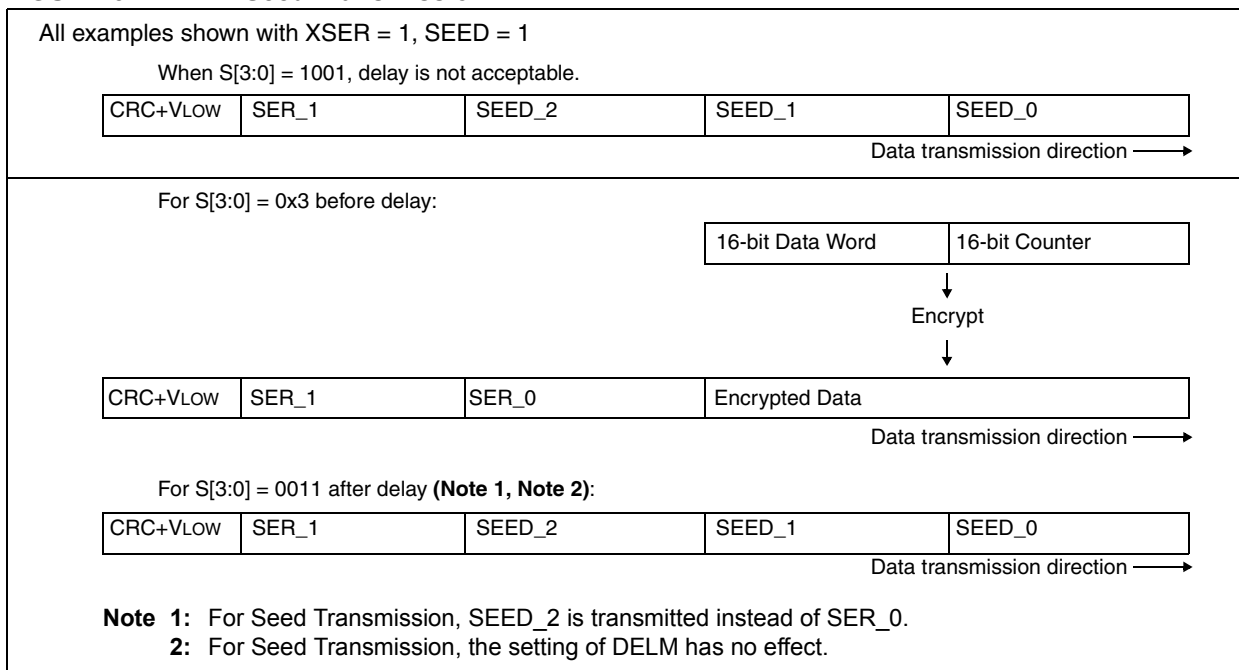 All examples shown with XSER = 1, SEED = 1
When S[3:0] = 1001, delay is not acceptable.
CRC+VLOW SER_1 SEED_2 SEED_1 SEED_0
Data transmission direction
For S[3:0] = 0x3 before delay:
16-bit Data Word 16-bit Counter
Encrypt
CRC+VLOW SER_1 SER_0 Encrypted Data
Data transmission direction
For S[3:0] = 0011 after delay (Note 1, Note 2):
CRC+VLOW SER_1 SEED_2 SEED_1 SEED_0
Data transmission direction
Note 1: For Seed Transmission, SEED_2 is transmitted instead of SER_0.
2: For Seed Transmission, the setting of DELM has no effect.